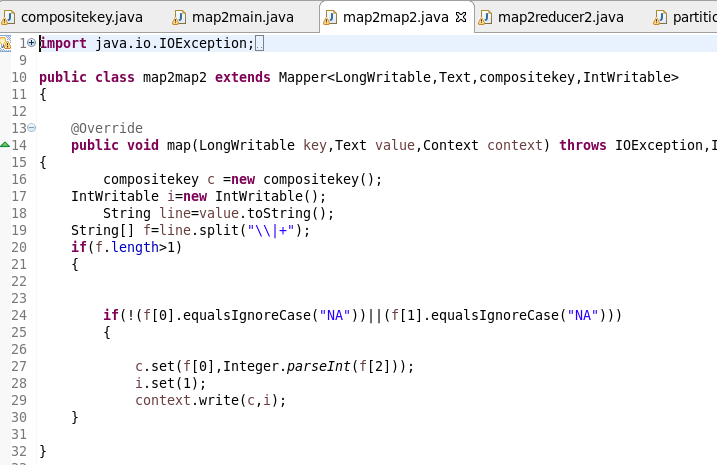 compositekey.java map2main.java map2map2.java map2reducer2.java partitic
1 import java.io.IOException;
9
10 public class map2map2 extends Mapper<LongWritable,Text,compositekey,IntWritable>
11 {
12
13 @Override
14 public void map(LongWritable key,Text value,Context context) throws IOException,I
15 {
16 compositekey c =new compositekey();
17 IntWritable i=new IntWritable();
18 String line=value.toString();
19 String[] f=line.split("\\|+");
20 if(f.length>1)
21 {
22
23
24 if(!(f[0].equalsIgnoreCase("NA"))||(f[1].equalsIgnoreCase("NA")))
25 {
26
27 c.set(f[0],Integer.parseInt(f[2]));
28 i.set(1);
29 context.write(c,i);
30 }
31
32 }